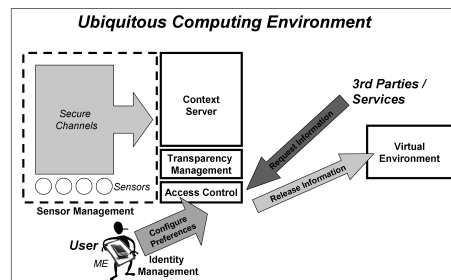 Ubiquitous Computing Environment
Secure
Channels
Sensors
Sensor Management
Context
Server
Transparency
Management
Access Control
3rd Parties /
Services
Request Information
Release Information
Virtual
Environment
User
ME
Configure
Preferences
Identity
Management